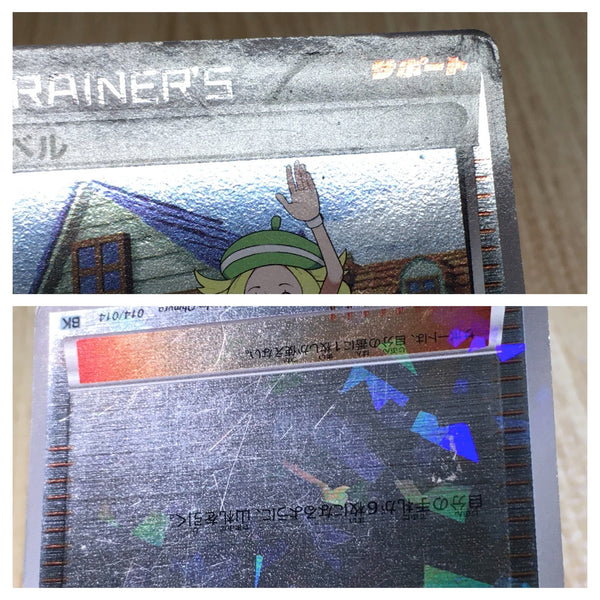 RAINER'S
サポート
ベル
014/014
BK
ートは、自分の番に1枚しか使えない。
自分の手札が6枚になるように、山札を引く。